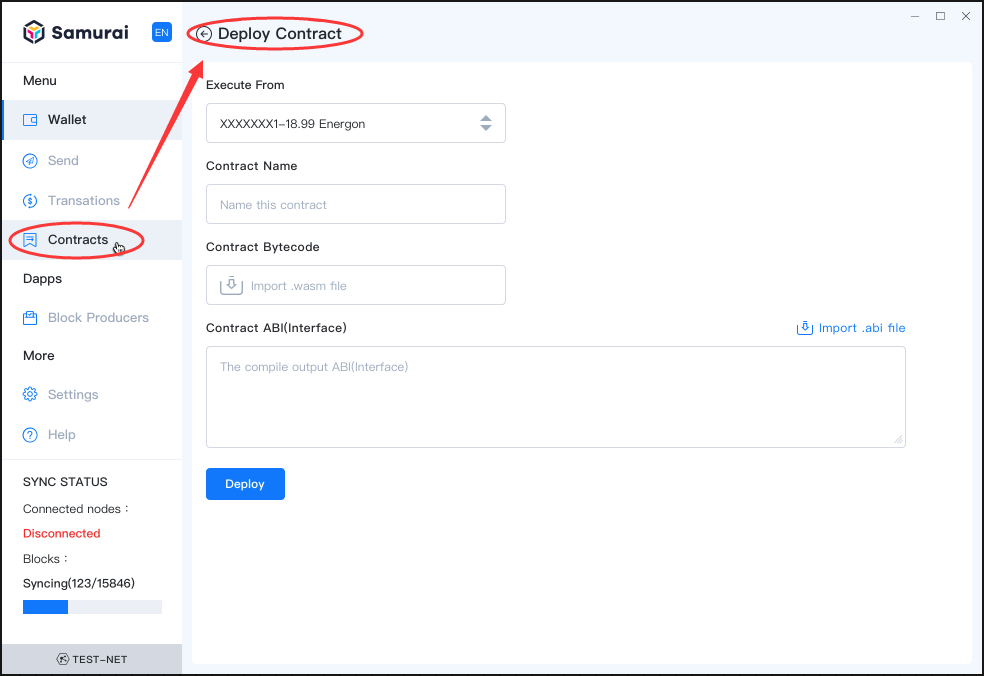 Samurai
EN
Deploy Contract
Menu
Wallet
Send
Transations
Contracts
Dapps
Block Producers
More
Settings
Help
SYNC STATUS
Connected nodes :
Disconnected
Blocks :
Syncing(123/15846)
TEST-NET
Execute From
XXXXXXX1-18.99 Energon
Contract Name
Name this contract
Contract Bytecode
Import .wasm file
Contract ABI(Interface)
Import .abi file
The compile output ABI(Interface)
Deploy